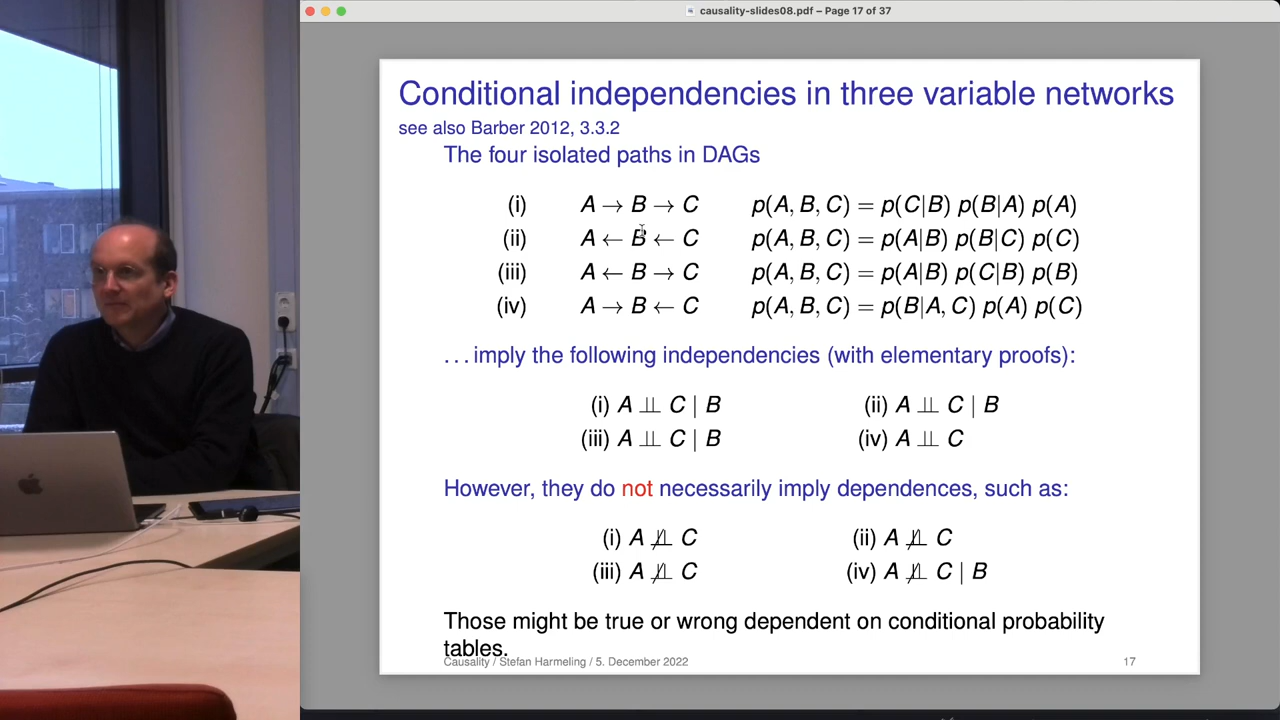 causality-slides08.pdf – Page 17 of 37
Conditional independencies in three variable networks
see also Barber 2012, 3.3.2
The four isolated paths in DAGs
(i) A → B → C p(A, B, C) = p(C|B) p(B|A) p(A)
(ii) A ← B ← C p(A, B, C) = p(A|B) p(B|C) p(C)
(iii) A ← B → C p(A, B, C) = p(A|B) p(C|B) p(B)
(iv) A → B ← C p(A, B, C) = p(B|A, C) p(A) p(C)
...imply the following independencies (with elementary proofs):
(i) A ⫫ C | B (ii) A ⫫ C | B
(iii) A ⫫ C | B (iv) A ⫫ C
However, they do not necessarily imply dependences, such as:
(i) A ⫫̸ C (ii) A ⫫̸ C
(iii) A ⫫̸ C (iv) A ⫫̸ C | B
Those might be true or wrong dependent on conditional probability
tables.
Causality / Stefan Harmeling / 5. December 2022 17